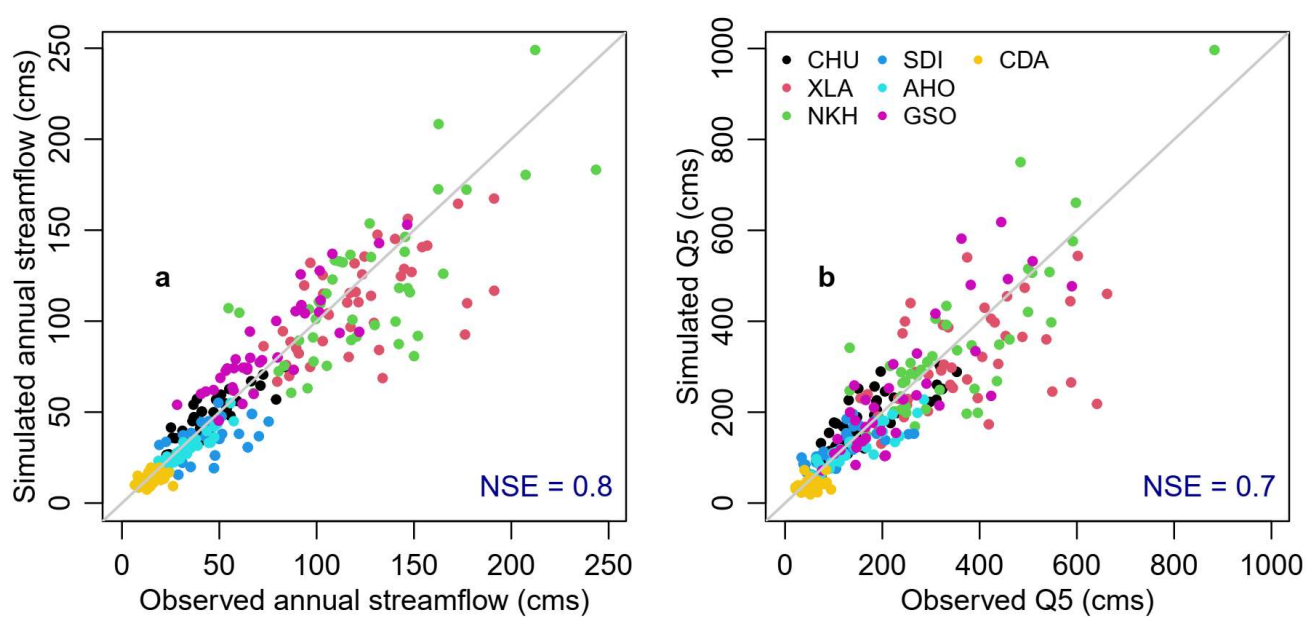 Simulated annual streamflow (cms)
250
200
150
100
50
0
a
NSE = 0.8
0 50 100 150 200 250
Observed annual streamflow (cms)
Simulated Q5 (cms)
1000
800
600
400
200
0
CHU SDI CDA
XLA AHO
NKH GSO
b
NSE = 0.7
0 200 400 600 800 1000
Observed Q5 (cms)